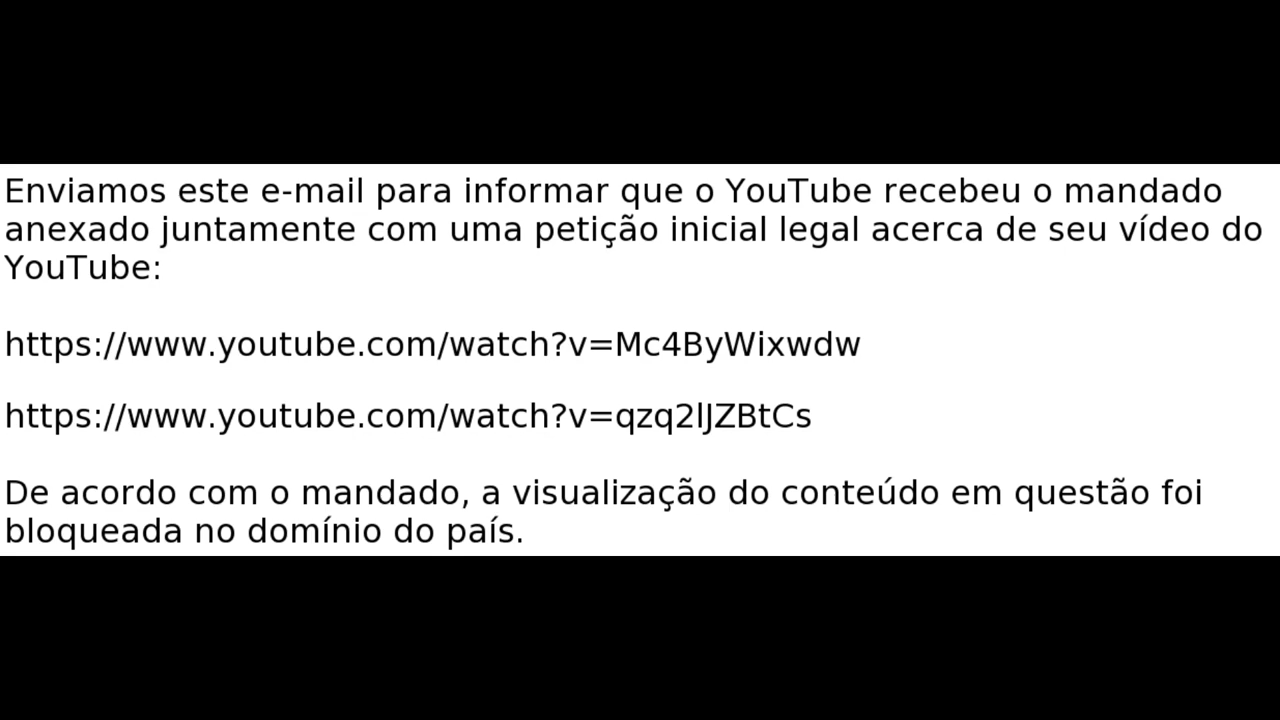 Enviamos este e-mail para informar que o YouTube recebeu o mandado
anexado juntamente com uma petição inicial legal acerca de seu vídeo do
YouTube:
https://www.youtube.com/watch?v=Mc4ByWixwdw
https://www.youtube.com/watch?v=qzq2lJZBtCs
De acordo com o mandado, a visualização do conteúdo em questão foi
bloqueada no domínio do país.